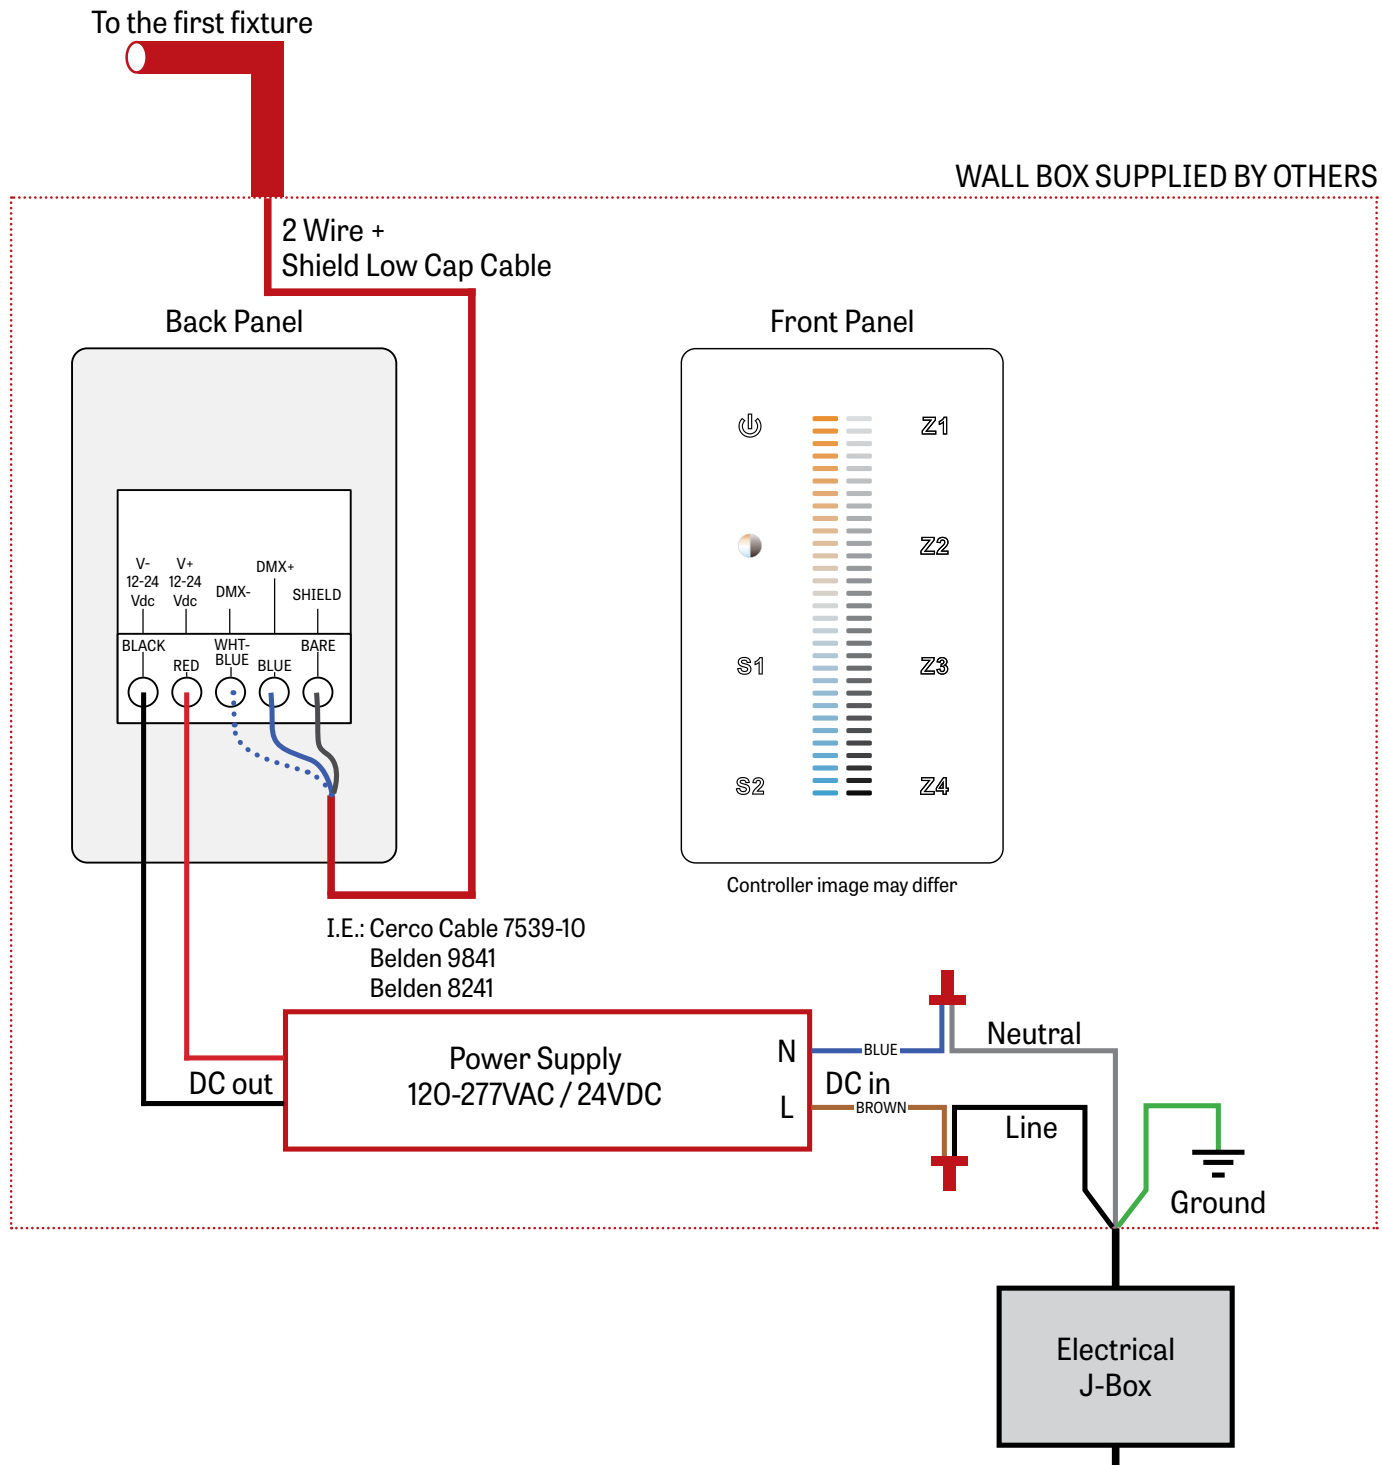 To the first fixture
WALL BOX SUPPLIED BY OTHERS
2 Wire +
Shield Low Cap Cable
Back Panel
V-
12-24
Vdc
V+
12-24
Vdc
DMX-
DMX+
SHIELD
BLACK
RED
WHT-
BLUE
BLUE
BARE
Front Panel
Z1
Z2
S1
Z3
S2
Z4
Controller image may differ
I.E.: Cerco Cable 7539-10
Belden 9841
Belden 8241
DC out
Power Supply
120-277VAC / 24VDC
N
L
BLUE
DC in
BROWN
Neutral
Line
Ground
Electrical
J-Box